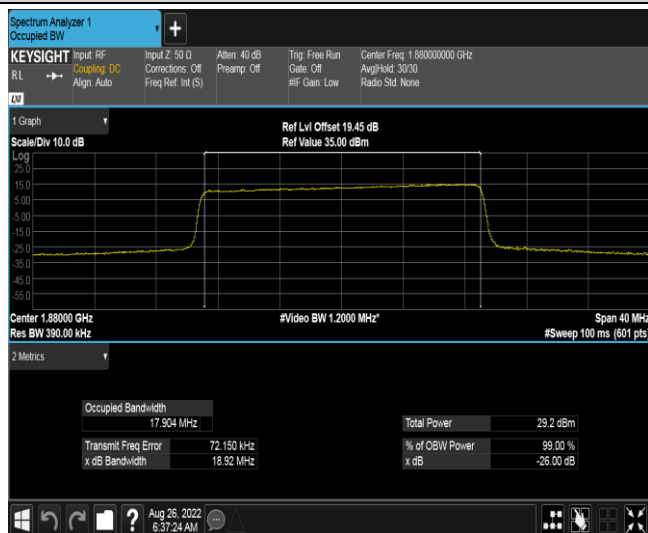 Spectrum Analyzer 1
Occupied BW
+
KEYSIGHT
RL
LXI
Input: RF
Coupling: DC
Align: Auto
Input Z: 50 Ω
Corrections: Off
Freq Ref: Int (S)
Atten: 40 dB
Preamp: Off
Trig: Free Run
Gate: Off
#IF Gain: Low
Center Freq: 1.880000000 GHz
Avg|Hold: 30/30
Radio Std: None
1 Graph
Scale/Div 10.0 dB
Ref Lvl Offset 19.45 dB
Ref Value 35.00 dBm
Log
25.0
15.0
5.00
-5.00
-15.0
-25.0
-35.0
-45.0
-55.0
Center 1.88000 GHz
#Video BW 1.2000 MHz*
Span 40 MHz
Res BW 390.00 kHz
#Sweep 100 ms (601 pts)
2 Metrics
Occupied Bandwidth
17.904 MHz
Total Power 29.2 dBm
Transmit Freq Error 72.150 kHz
% of OBW Power 99.00 %
x dB Bandwidth 18.92 MHz
x dB -26.00 dB
?
Aug 26, 2022
6:37:24 AM